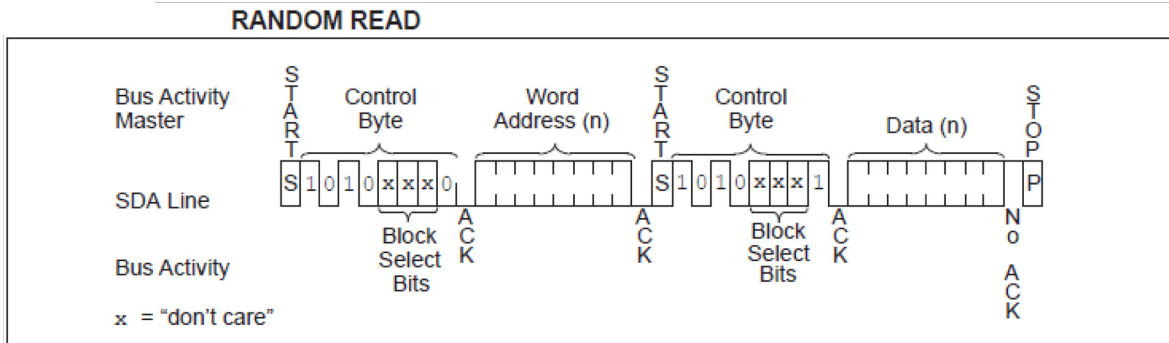 RANDOM READ
Bus Activity
Master
START
Control
Byte
Word
Address (n)
START
Control
Byte
Data (n)
STOP
SDA Line
S 1 0 1 0 x x x 0
S 1 0 1 0 x x x 1
P
Bus Activity
Block
Select
Bits
ACK
ACK
Block
Select
Bits
ACK
No ACK
x = “don’t care”